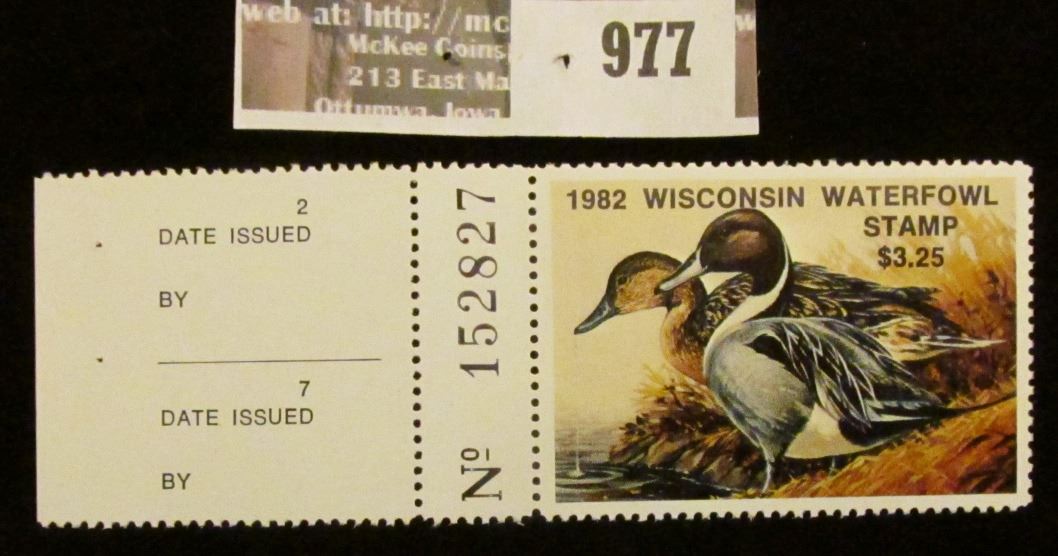 web at: http://mc
McKee Coins,
213 East Ma
Ottumwa, Iowa
977
2
DATE ISSUED
BY
7
DATE ISSUED
BY
Nº 152827
1982 WISCONSIN WATERFOWL
STAMP
$3.25